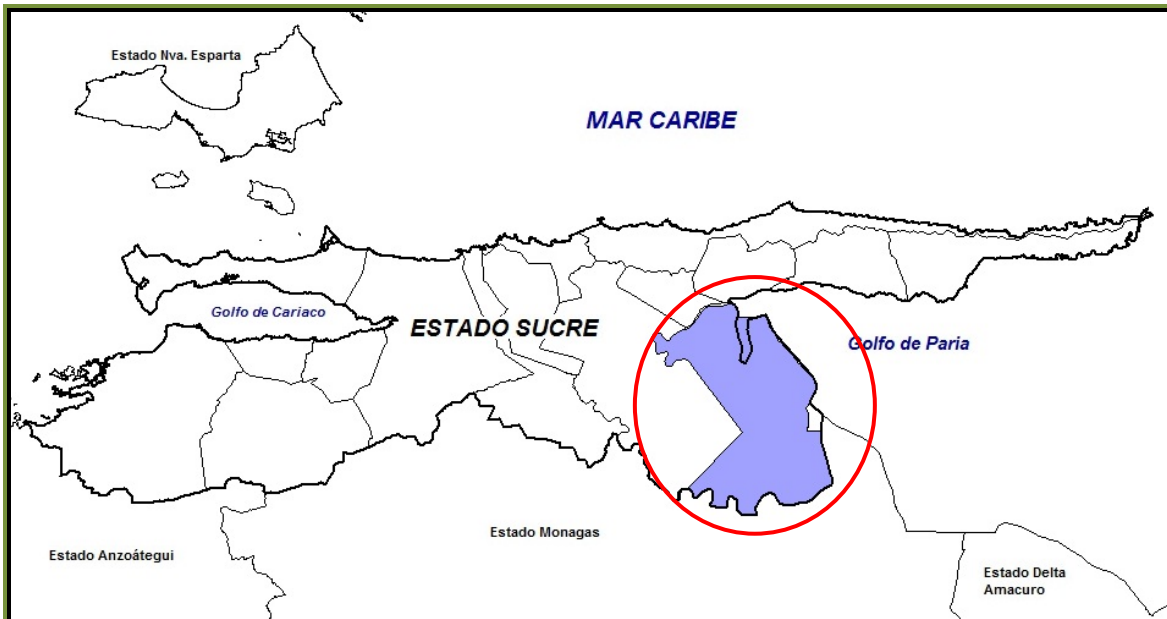 Estado Nva. Esparta
MAR CARIBE
Golfo de Cariaco
ESTADO SUCRE
Golfo de Paria
Estado Monagas
Estado Anzoátegui
Estado Delta
Amacuro